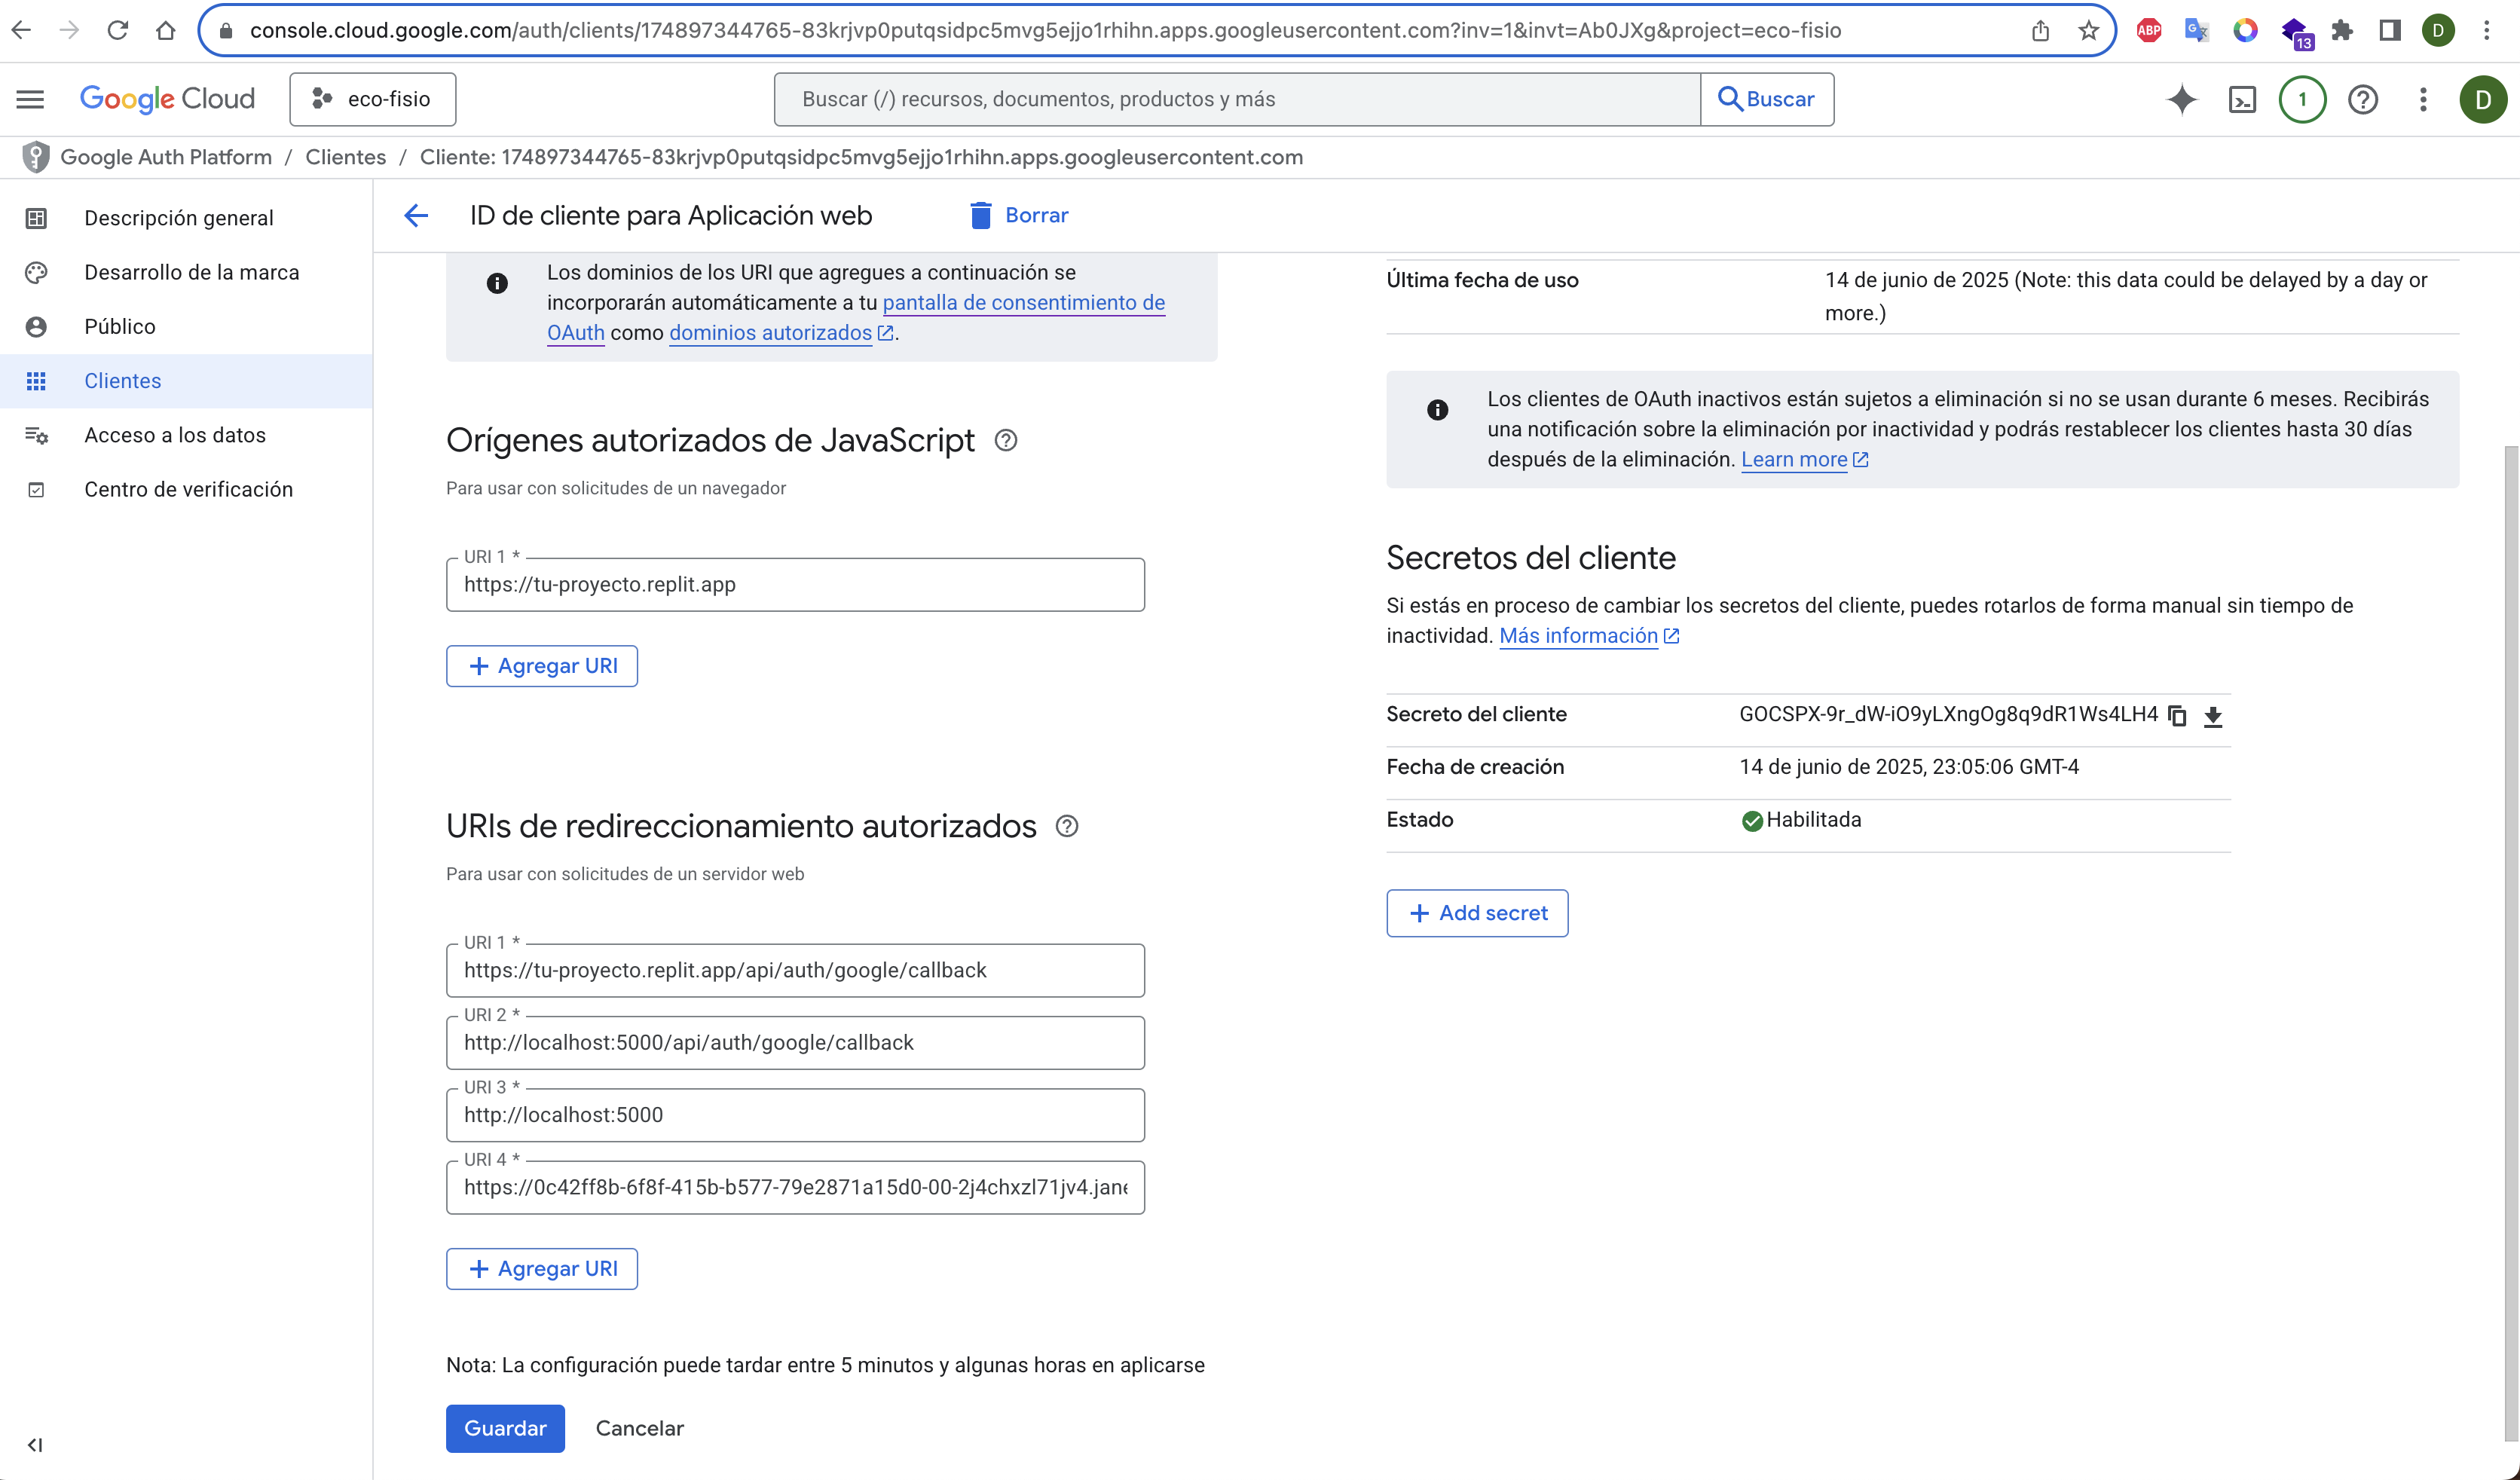 console.cloud.google.com/auth/clients/174897344765-83krjvp0putqsidpc5mvg5ejjo1rhihn.apps.googleusercontent.com?inv=1&invt=Ab0JXg&project=eco-fisio
ABP
G
13
D
Google Cloud
eco-fisio
Buscar (/) recursos, documentos, productos y más
Buscar
1
D
Google Auth Platform / Clientes / Cliente: 174897344765-83krjvp0putqsidpc5mvg5ejjo1rhihn.apps.googleusercontent.com
Descripción general
Desarrollo de la marca
Público
Clientes
Acceso a los datos
Centro de verificación
ID de cliente para Aplicación web
Borrar
Los dominios de los URI que agregues a continuación se
incorporarán automáticamente a tu pantalla de consentimiento de
OAuth como dominios autorizados.
Orígenes autorizados de JavaScript
Para usar con solicitudes de un navegador
URI 1 *
https://tu-proyecto.replit.app
Agregar URI
URIs de redireccionamiento autorizados
Para usar con solicitudes de un servidor web
URI 1 *
https://tu-proyecto.replit.app/api/auth/google/callback
URI 2 *
http://localhost:5000/api/auth/google/callback
URI 3 *
http://localhost:5000
URI 4 *
https://0c42ff8b-6f8f-415b-b577-79e2871a15d0-00-2j4chxzl71jv4.jane
Agregar URI
Nota: La configuración puede tardar entre 5 minutos y algunas horas en aplicarse
Guardar
Cancelar
Última fecha de uso
14 de junio de 2025 (Note: this data could be delayed by a day or
more.)
Los clientes de OAuth inactivos están sujetos a eliminación si no se usan durante 6 meses. Recibirás
una notificación sobre la eliminación por inactividad y podrás restablecer los clientes hasta 30 días
después de la eliminación. Learn more
Secretos del cliente
Si estás en proceso de cambiar los secretos del cliente, puedes rotarlos de forma manual sin tiempo de
inactividad. Más información
Secreto del cliente
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
Fecha de creación
14 de junio de 2025, 23:05:06 GMT-4
Estado
Habilitada
Add secret